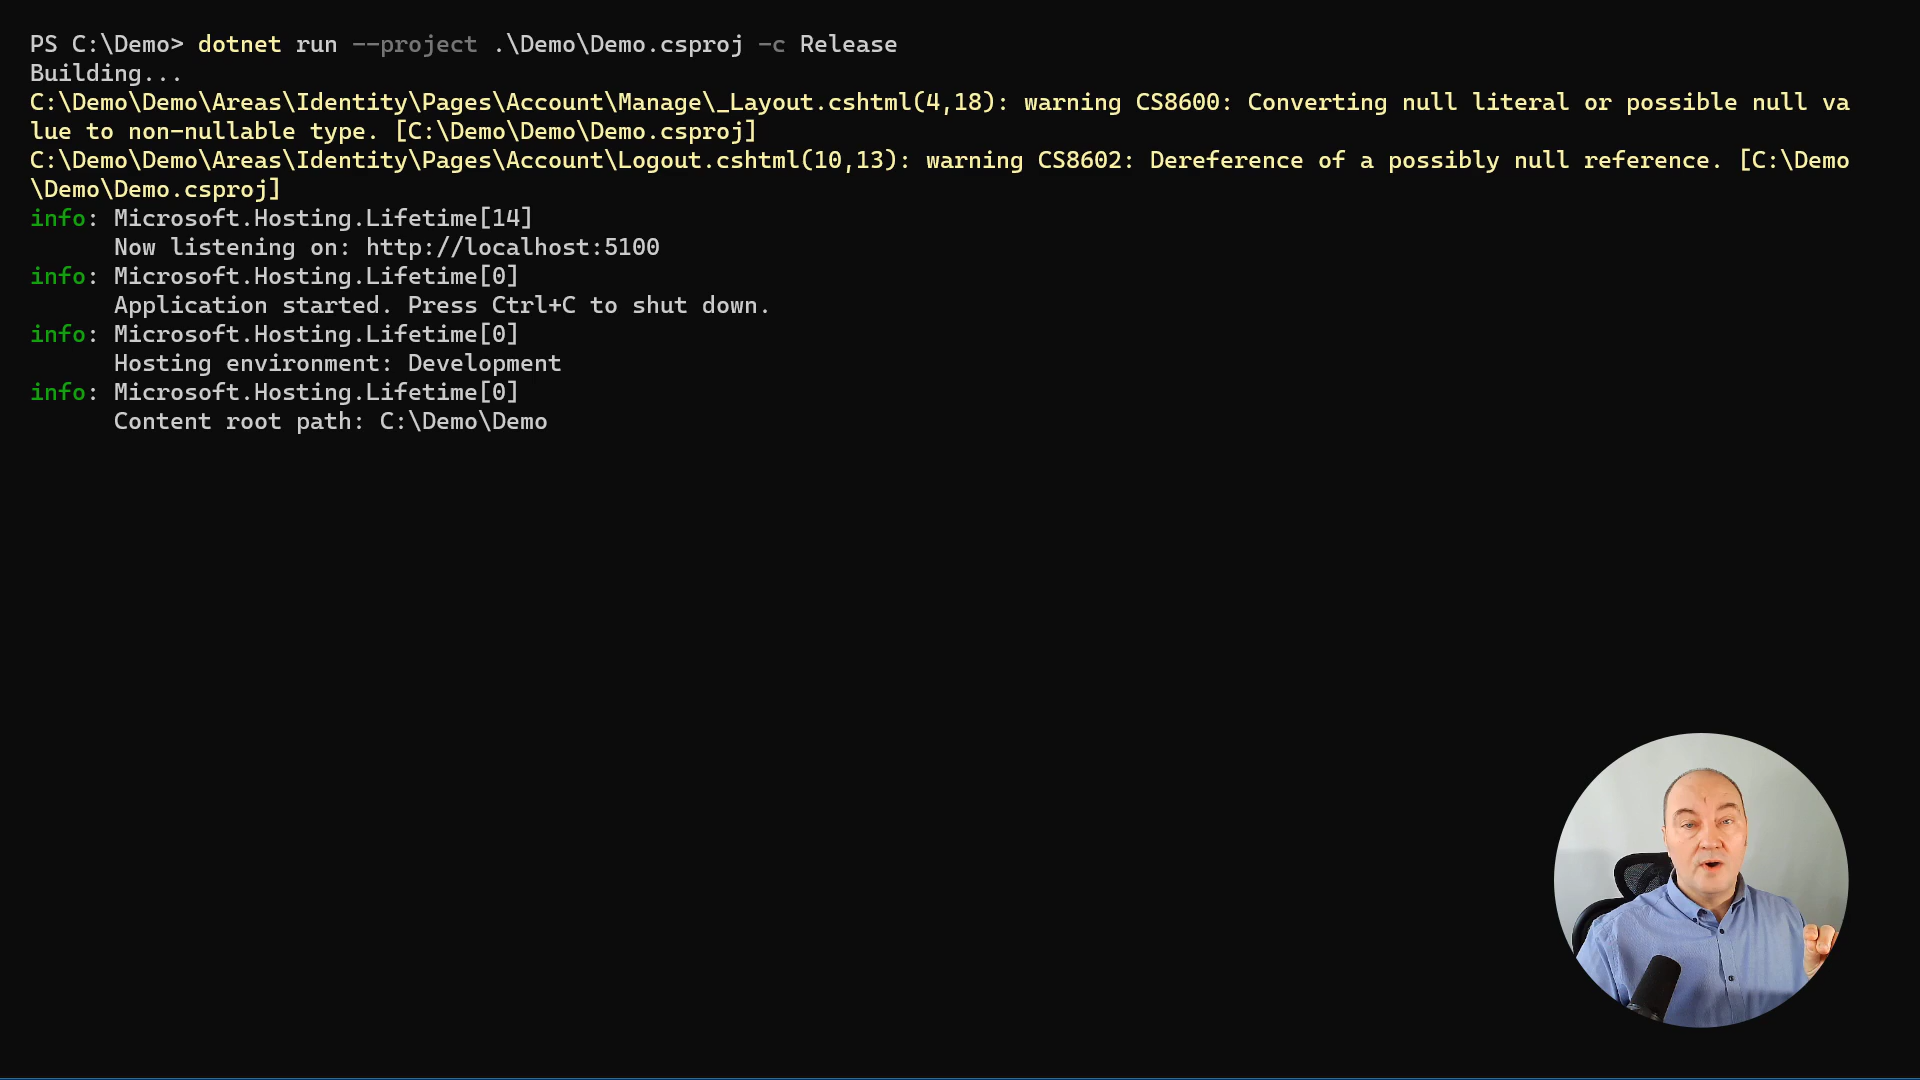 PS C:\Demo> dotnet run --project .\Demo\Demo.csproj -c Release
Building...
C:\Demo\Demo\Areas\Identity\Pages\Account\Manage\_Layout.cshtml(4,18): warning CS8600: Converting null literal or possible null va
lue to non-nullable type. [C:\Demo\Demo\Demo.csproj]
C:\Demo\Demo\Areas\Identity\Pages\Account\Logout.cshtml(10,13): warning CS8602: Dereference of a possibly null reference. [C:\Demo
\Demo\Demo.csproj]
info: Microsoft.Hosting.Lifetime[14]
      Now listening on: http://localhost:5100
info: Microsoft.Hosting.Lifetime[0]
      Application started. Press Ctrl+C to shut down.
info: Microsoft.Hosting.Lifetime[0]
      Hosting environment: Development
info: Microsoft.Hosting.Lifetime[0]
      Content root path: C:\Demo\Demo